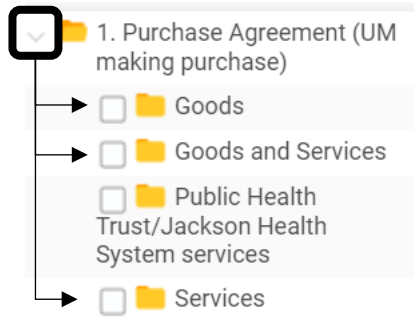 1. Purchase Agreement (UM
making purchase)
Goods
Goods and Services
Public Health
Trust/Jackson Health
System services
Services